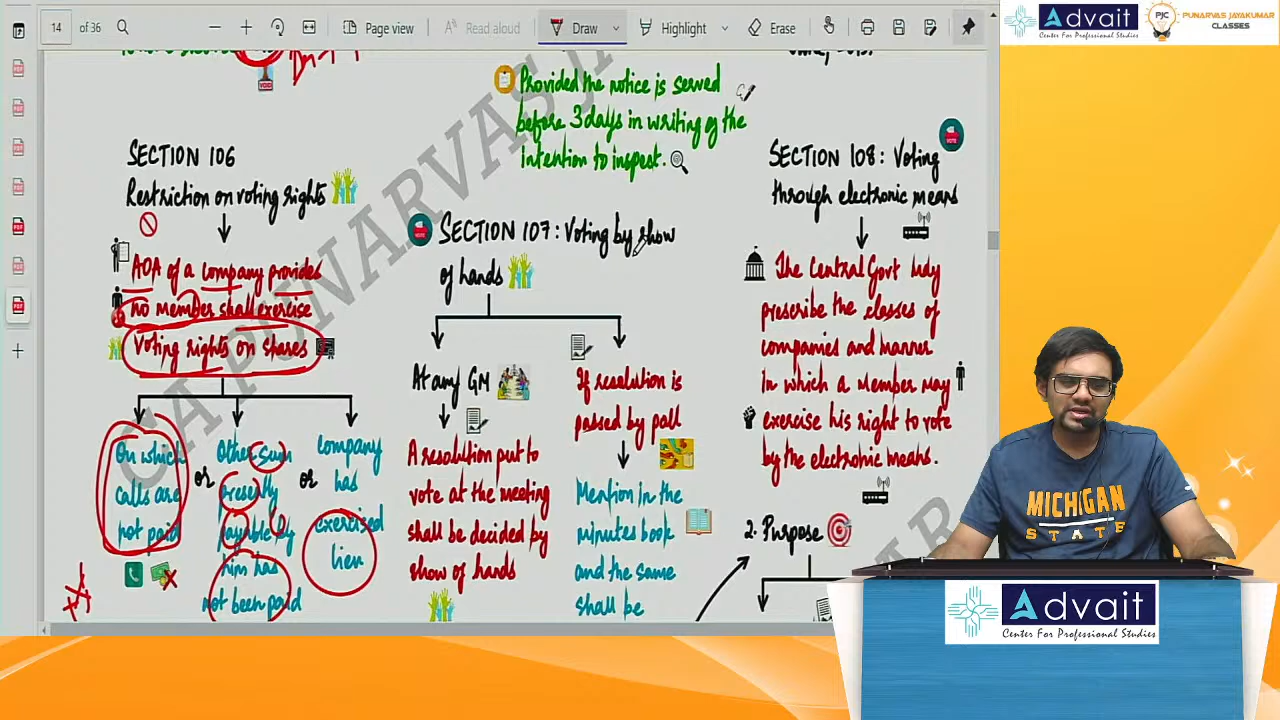 14 of 36
Page view
Read aloud
Draw
Highlight
Erase
Advait
Center For Professional Studies
PJC
PUNARVAS JAYAKUMAR
CLASSES
VOID
Provided the notice is served
before 3 days in writing of the
intention to inspect.
SECTION 106
Restriction on voting rights
AOA of a company provides
no member shall exercise
Voting rights on shares
On which
calls are
not paid
or
Other sum
presently
payable by
him has
not been paid
or
Company
has
exercised
lien
VOTE
SECTION 107: Voting by show
of hands
At any GM
A resolution put to
vote at the meeting
shall be decided by
show of hands
If resolution is
passed by poll
Mention in the
minutes book
and the same
shall be
SECTION 108: Voting
through electronic means
VOTE
The Central Govt may
prescribe the classes of
companies and manner
in which a member may
exercise his right to vote
by the electronic means.
2. Purpose
CA PUNARVAS J
MICHIGAN
STATE
Advait
Center For Professional Studies